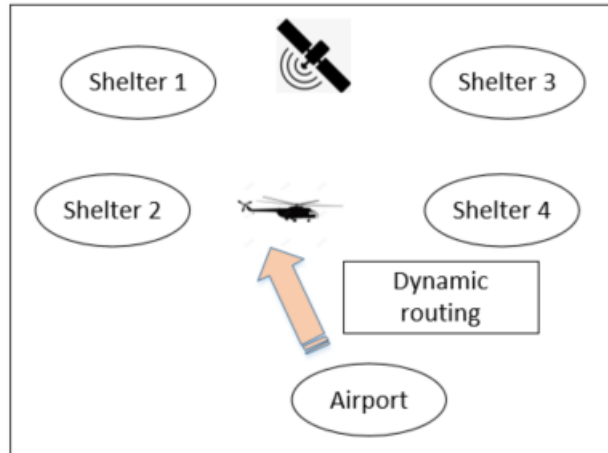 Shelter 1
Shelter 3
Shelter 2
Shelter 4
Dynamic
routing
Airport